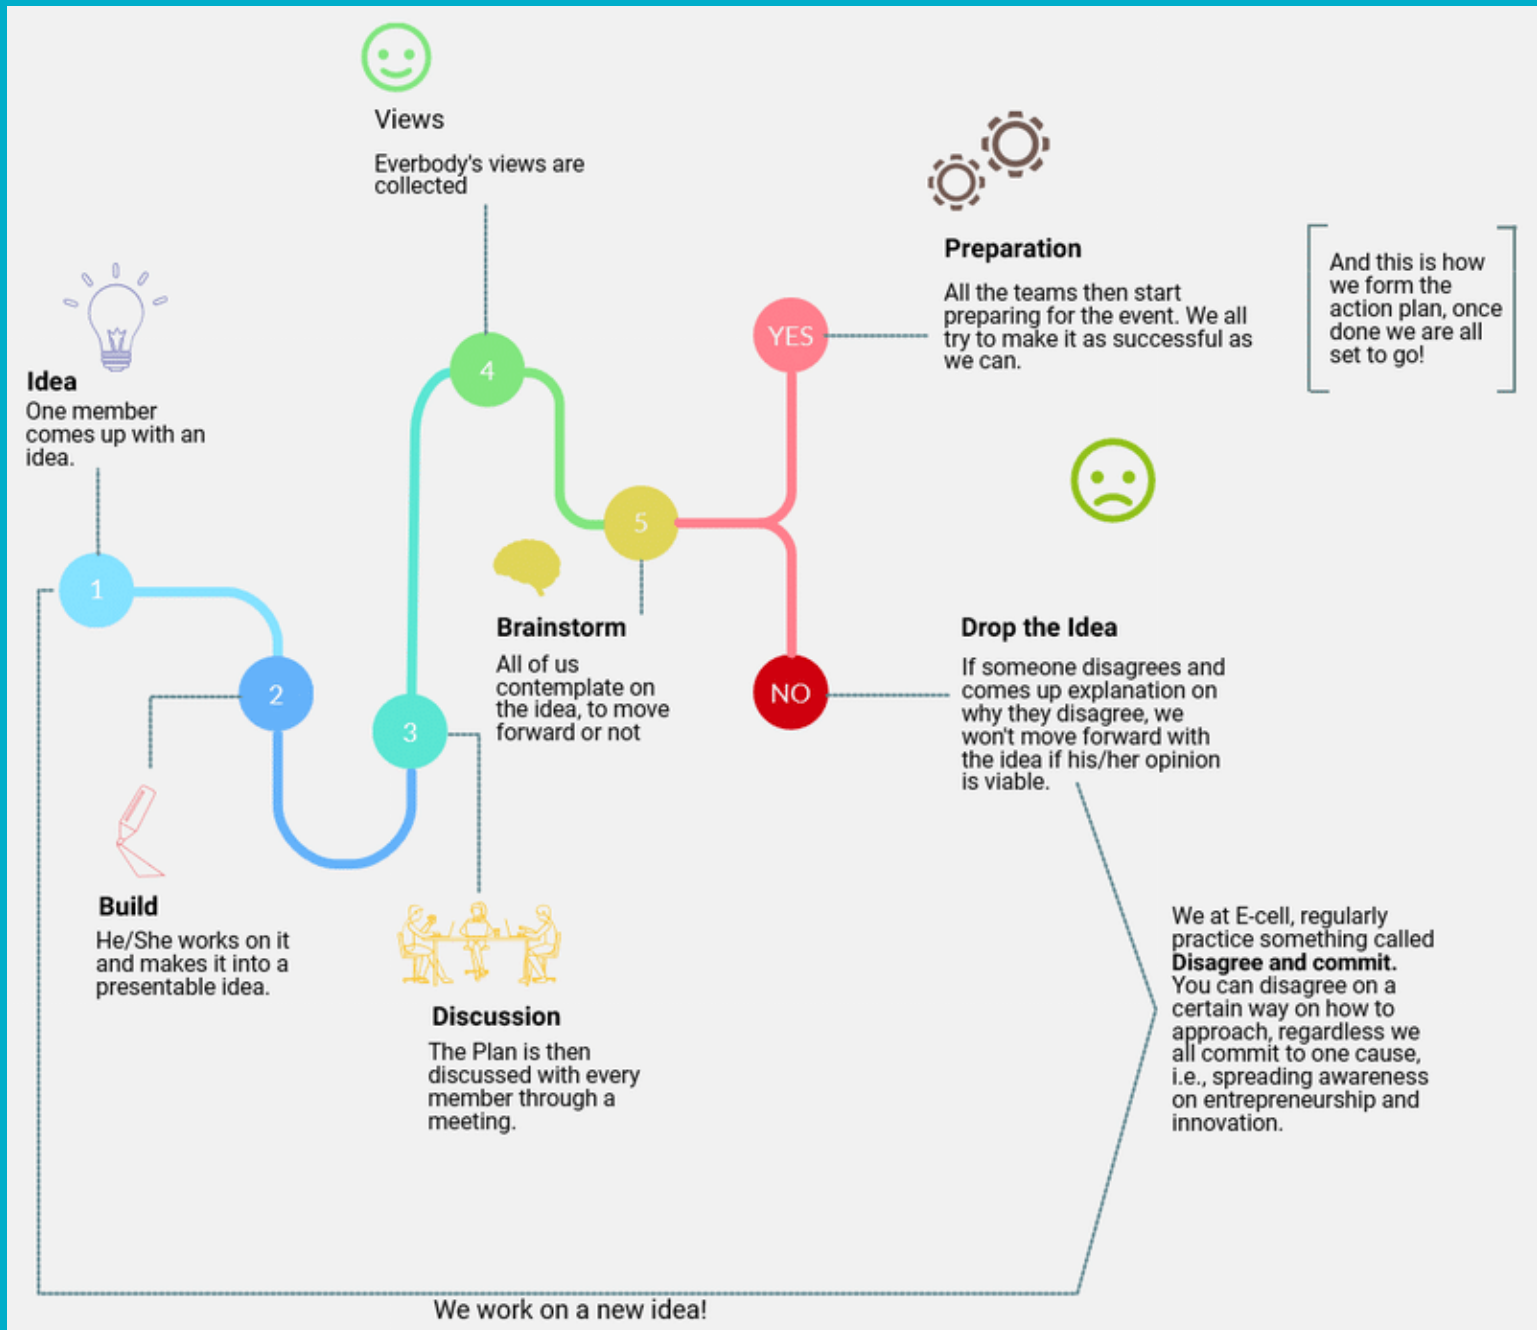 Views
Everbody's views are
collected
Idea
One member
comes up with an
idea.
1
2
Build
He/She works on it
and makes it into a
presentable idea.
3
Discussion
The Plan is then
discussed with every
member through a
meeting.
4
5
Brainstorm
All of us
contemplate on
the idea, to move
forward or not
YES
Preparation
All the teams then start
preparing for the event. We all
try to make it as successful as
we can.
And this is how
we form the
action plan, once
done we are all
set to go!
NO
Drop the Idea
If someone disagrees and
comes up explanation on
why they disagree, we
won't move forward with
the idea if his/her opinion
is viable.
We at E-cell, regularly
practice something called
Disagree and commit.
You can disagree on a
certain way on how to
approach, regardless we
all commit to one cause,
i.e., spreading awareness
on entrepreneurship and
innovation.
We work on a new idea!